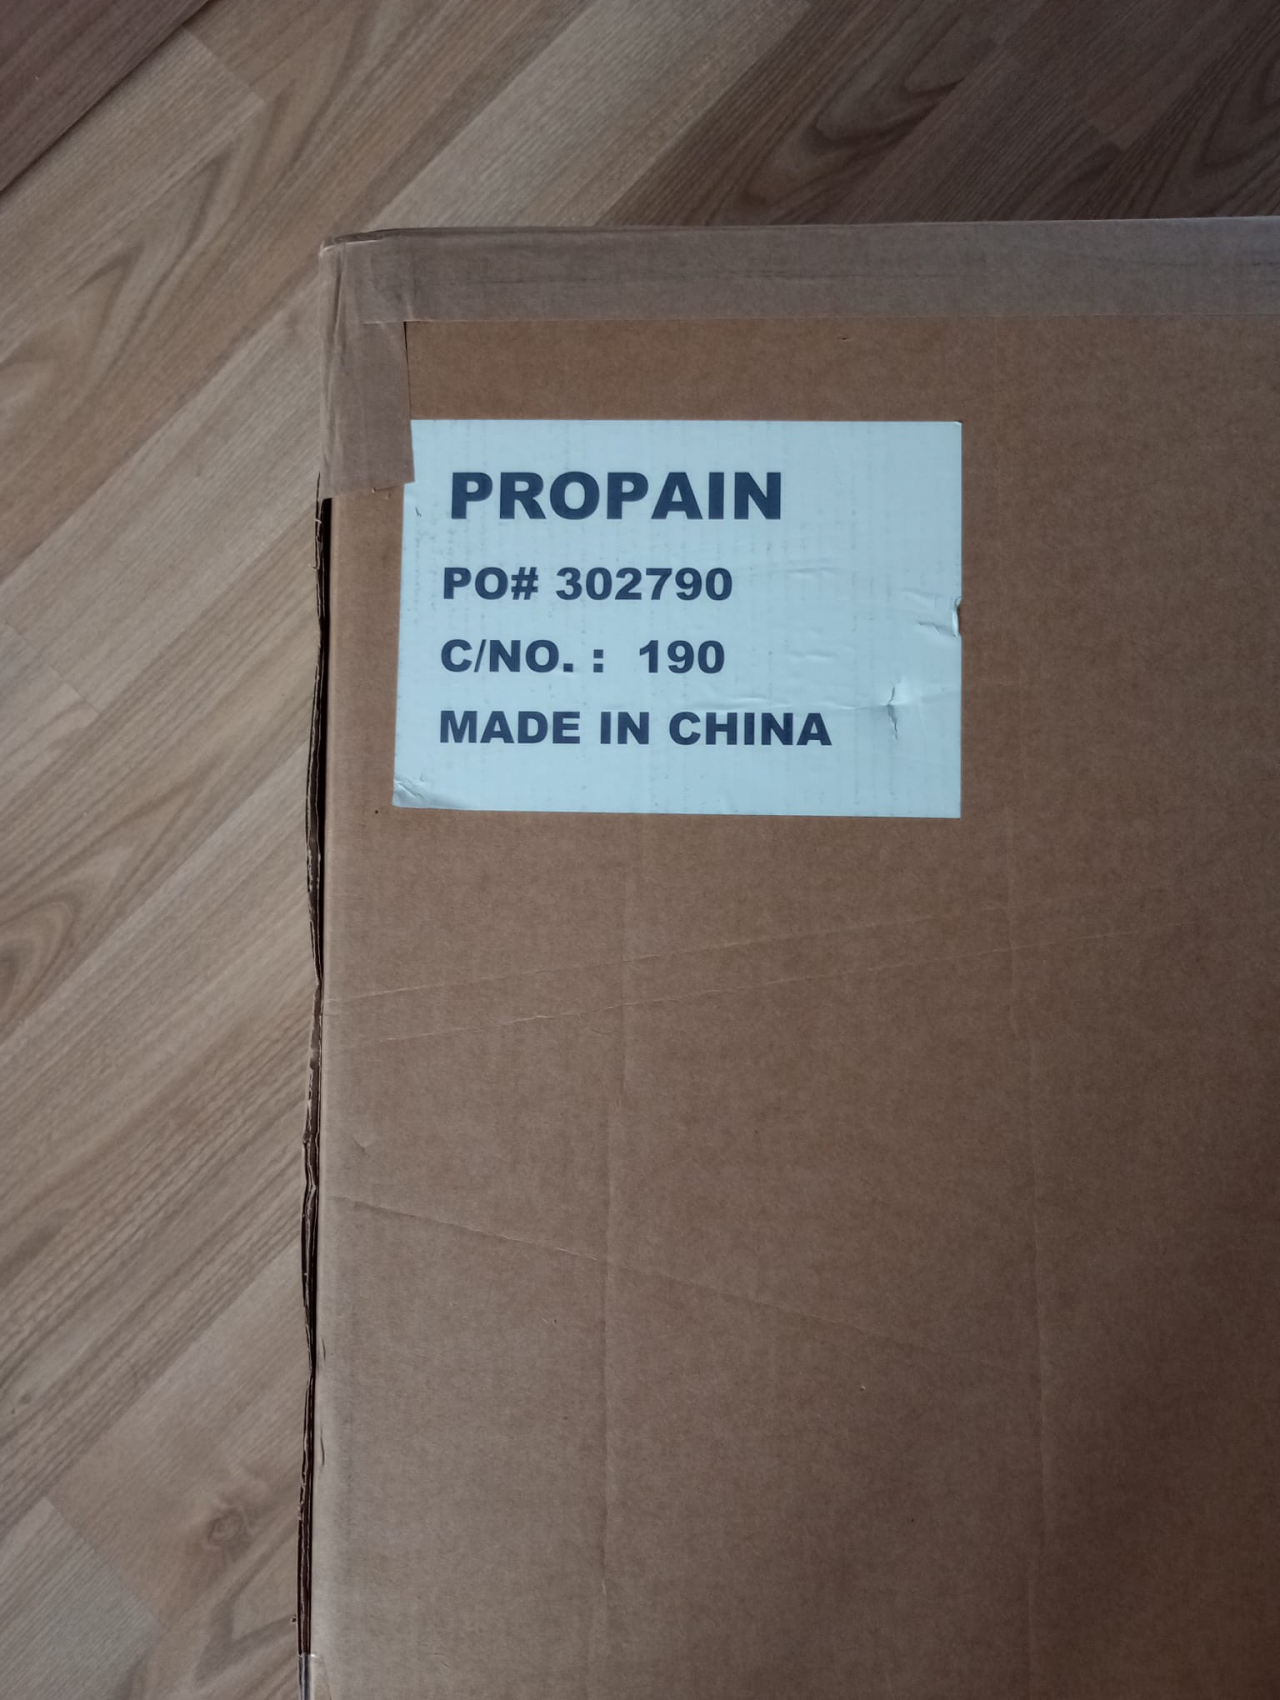 PROPAIN
PO# 302790
C/NO. : 190
MADE IN CHINA